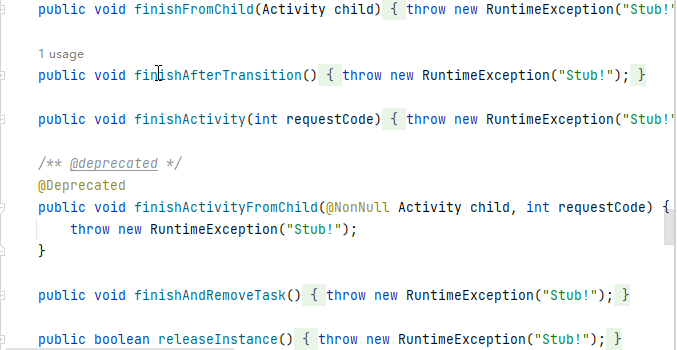 public void finishFromChild(Activity child) { throw new RuntimeException("Stub!"
1 usage
public void finishAfterTransition() { throw new RuntimeException("Stub!"); }
public void finishActivity(int requestCode) { throw new RuntimeException("Stub!"
/** @deprecated */
@Deprecated
public void finishActivityFromChild(@NonNull Activity child, int requestCode) {
throw new RuntimeException("Stub!");
}
public void finishAndRemoveTask() { throw new RuntimeException("Stub!"); }
public boolean releaseInstance() { throw new RuntimeException("Stub!"); }